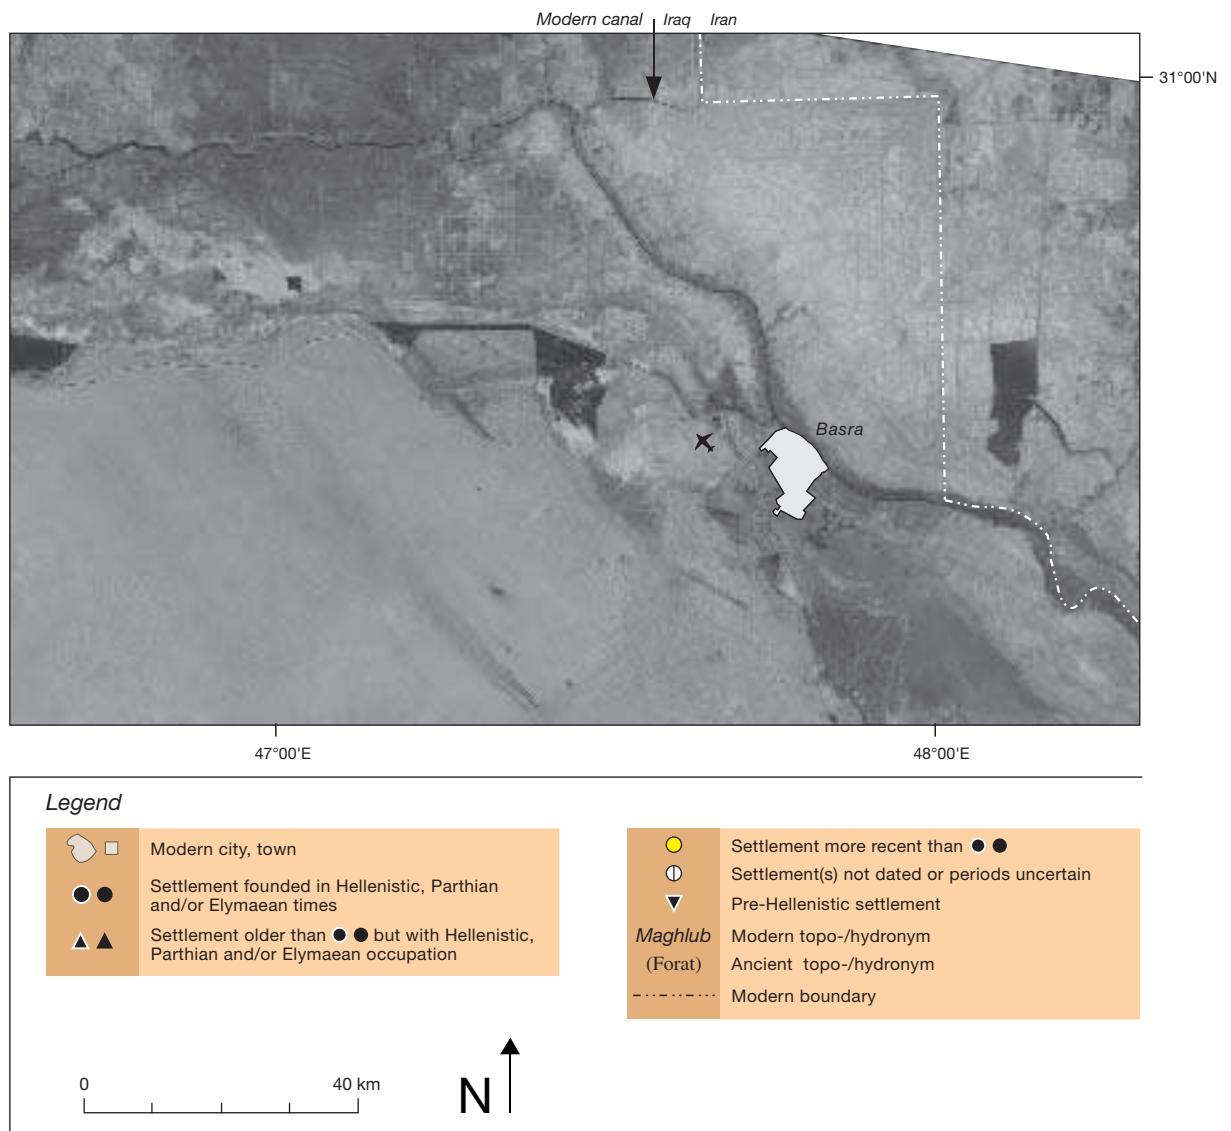 Modern canal Iraq Iran
31°00'N
Basra
47°00'E 48°00'E
Legend
Modern city, town
Settlement founded in Hellenistic, Parthian
and/or Elymaean times
Settlement older than but with Hellenistic,
Parthian and/or Elymaean occupation
Settlement more recent than
Settlement(s) not dated or periods uncertain
Pre-Hellenistic settlement
Maghlub Modern topo-/hydronym
(Forat) Ancient topo-/hydronym
Modern boundary
0 40 km
N